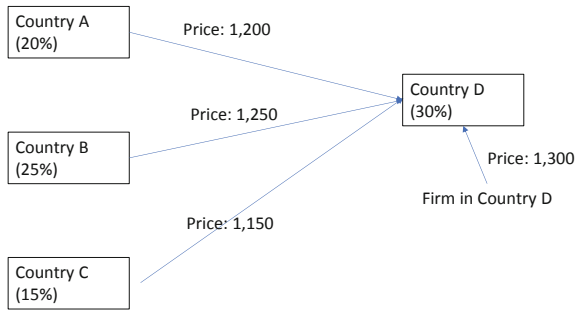 Country A
(20%)
Price: 1,200
Country D
(30%)
Price: 1,250
Country B
(25%)
Price: 1,300
Firm in Country D
Price: 1,150
Country C
(15%)